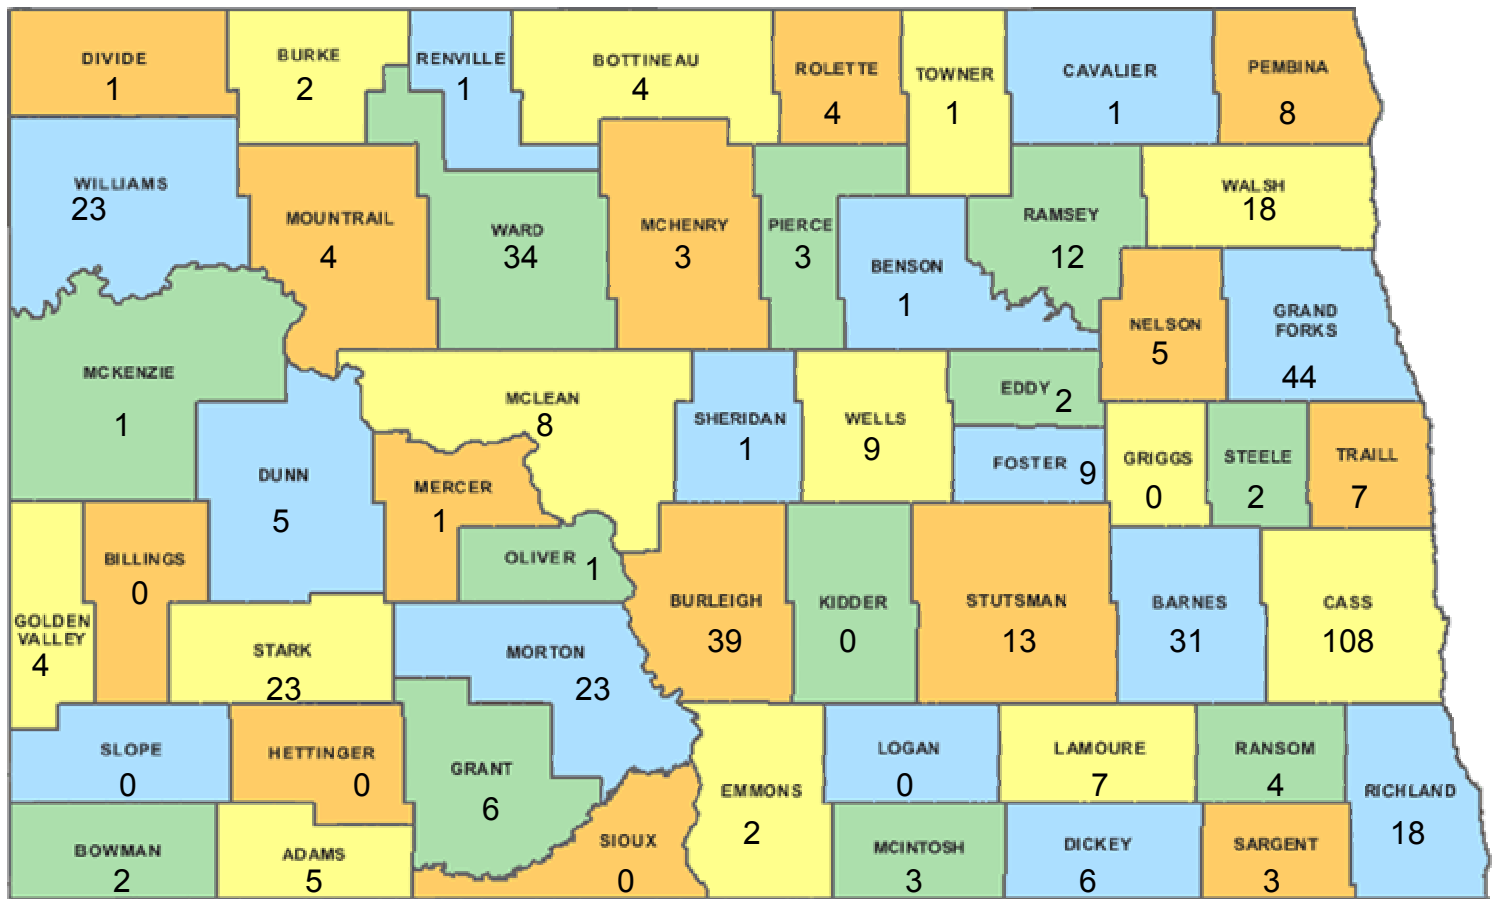 DIVIDE
1
BURKE
2
RENVILLE
1
BOTTINEAU
4
ROLETTE
4
TOWNER
1
CAVALIER
1
PEMBINA
8
WILLIAMS
23
MOUNTRAIL
4
WARD
34
MCHENRY
3
PIERCE
3
BENSON
1
RAMSEY
12
WALSH
18
MCKENZIE
1
DUNN
5
MCLEAN
8
MERCER
1
OLIVER 1
SHERIDAN
1
WELLS
9
EDDY 2
FOSTER 9
NELSON
5
GRAND
FORKS
44
GRIGGS
0
STEELE
2
TRAILL
7
GOLDEN
VALLEY
4
BILLINGS
0
STARK
23
MORTON
23
BURLEIGH
39
KIDDER
0
STUTSMAN
13
BARNES
31
CASS
108
SLOPE
0
HETTINGER
0
GRANT
6
BOWMAN
2
ADAMS
5
SIOUX
0
EMMONS
2
LOGAN
0
LAMOURE
7
RANSOM
4
RICHLAND
18
MCINTOSH
3
DICKEY
6
SARGENT
3